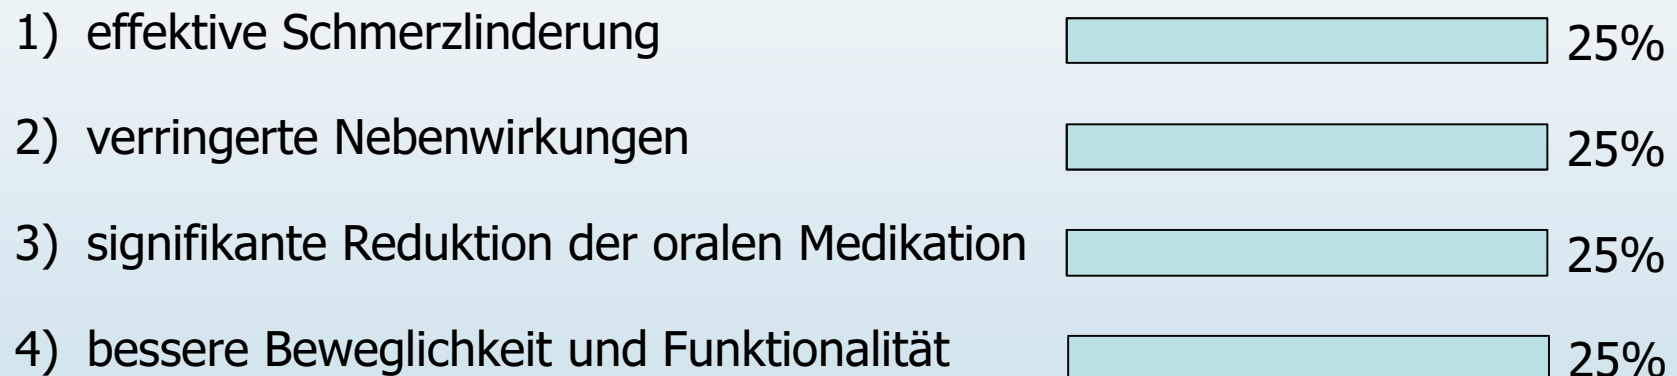 1) effektive Schmerzlinderung 25%
2) verringerte Nebenwirkungen 25%
3) signifikante Reduktion der oralen Medikation 25%
4) bessere Beweglichkeit und Funktionalität 25%